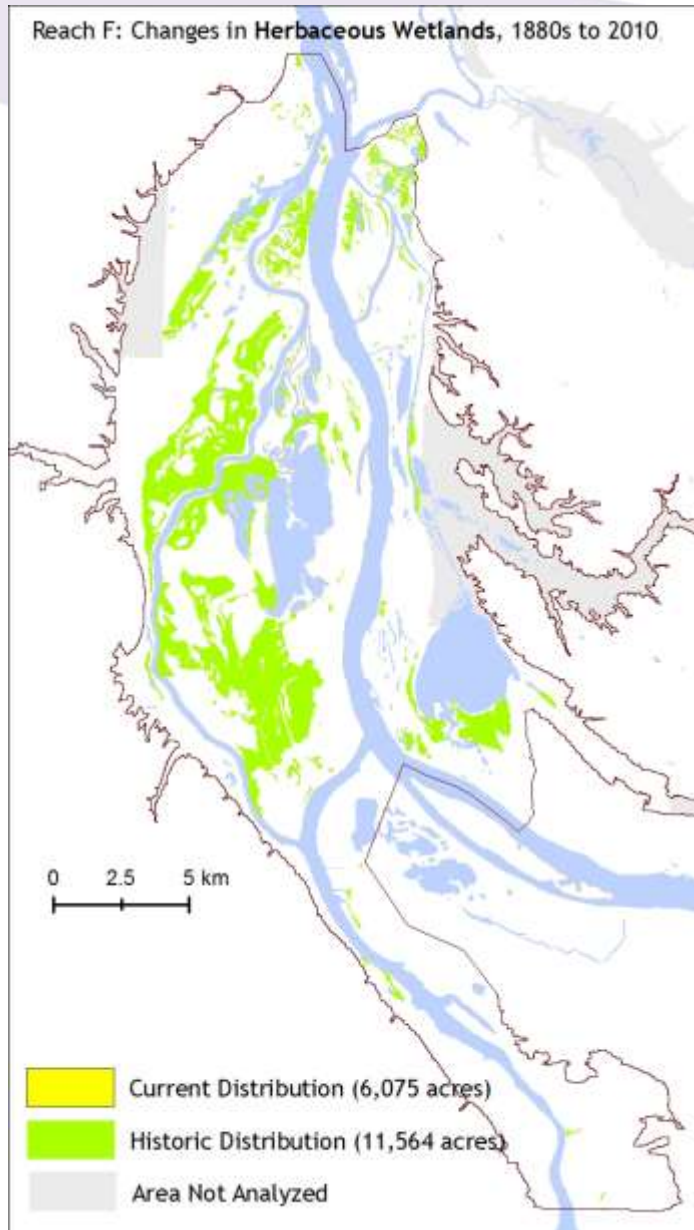 Reach F: Changes in Herbaceous Wetlands, 1880s to 2010
0 2.5 5 km
Current Distribution (6,075 acres)
Historic Distribution (11,564 acres)
Area Not Analyzed